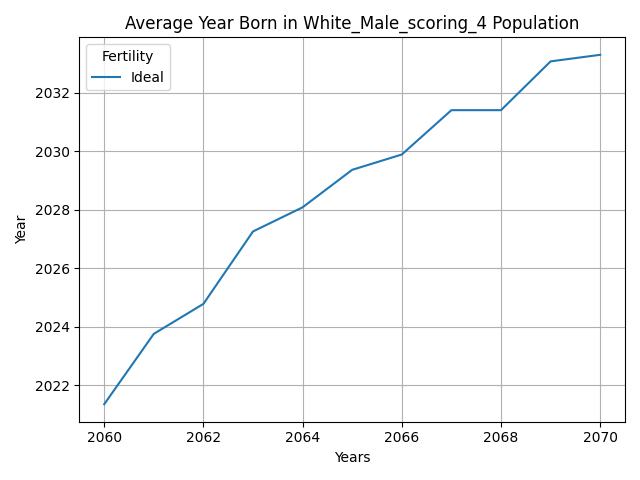 Average Year Born in White_Male_scoring_4 Population
Fertility
Ideal
Year
2032
2030
2028
2026
2024
2022
2060 2062 2064 2066 2068 2070
Years